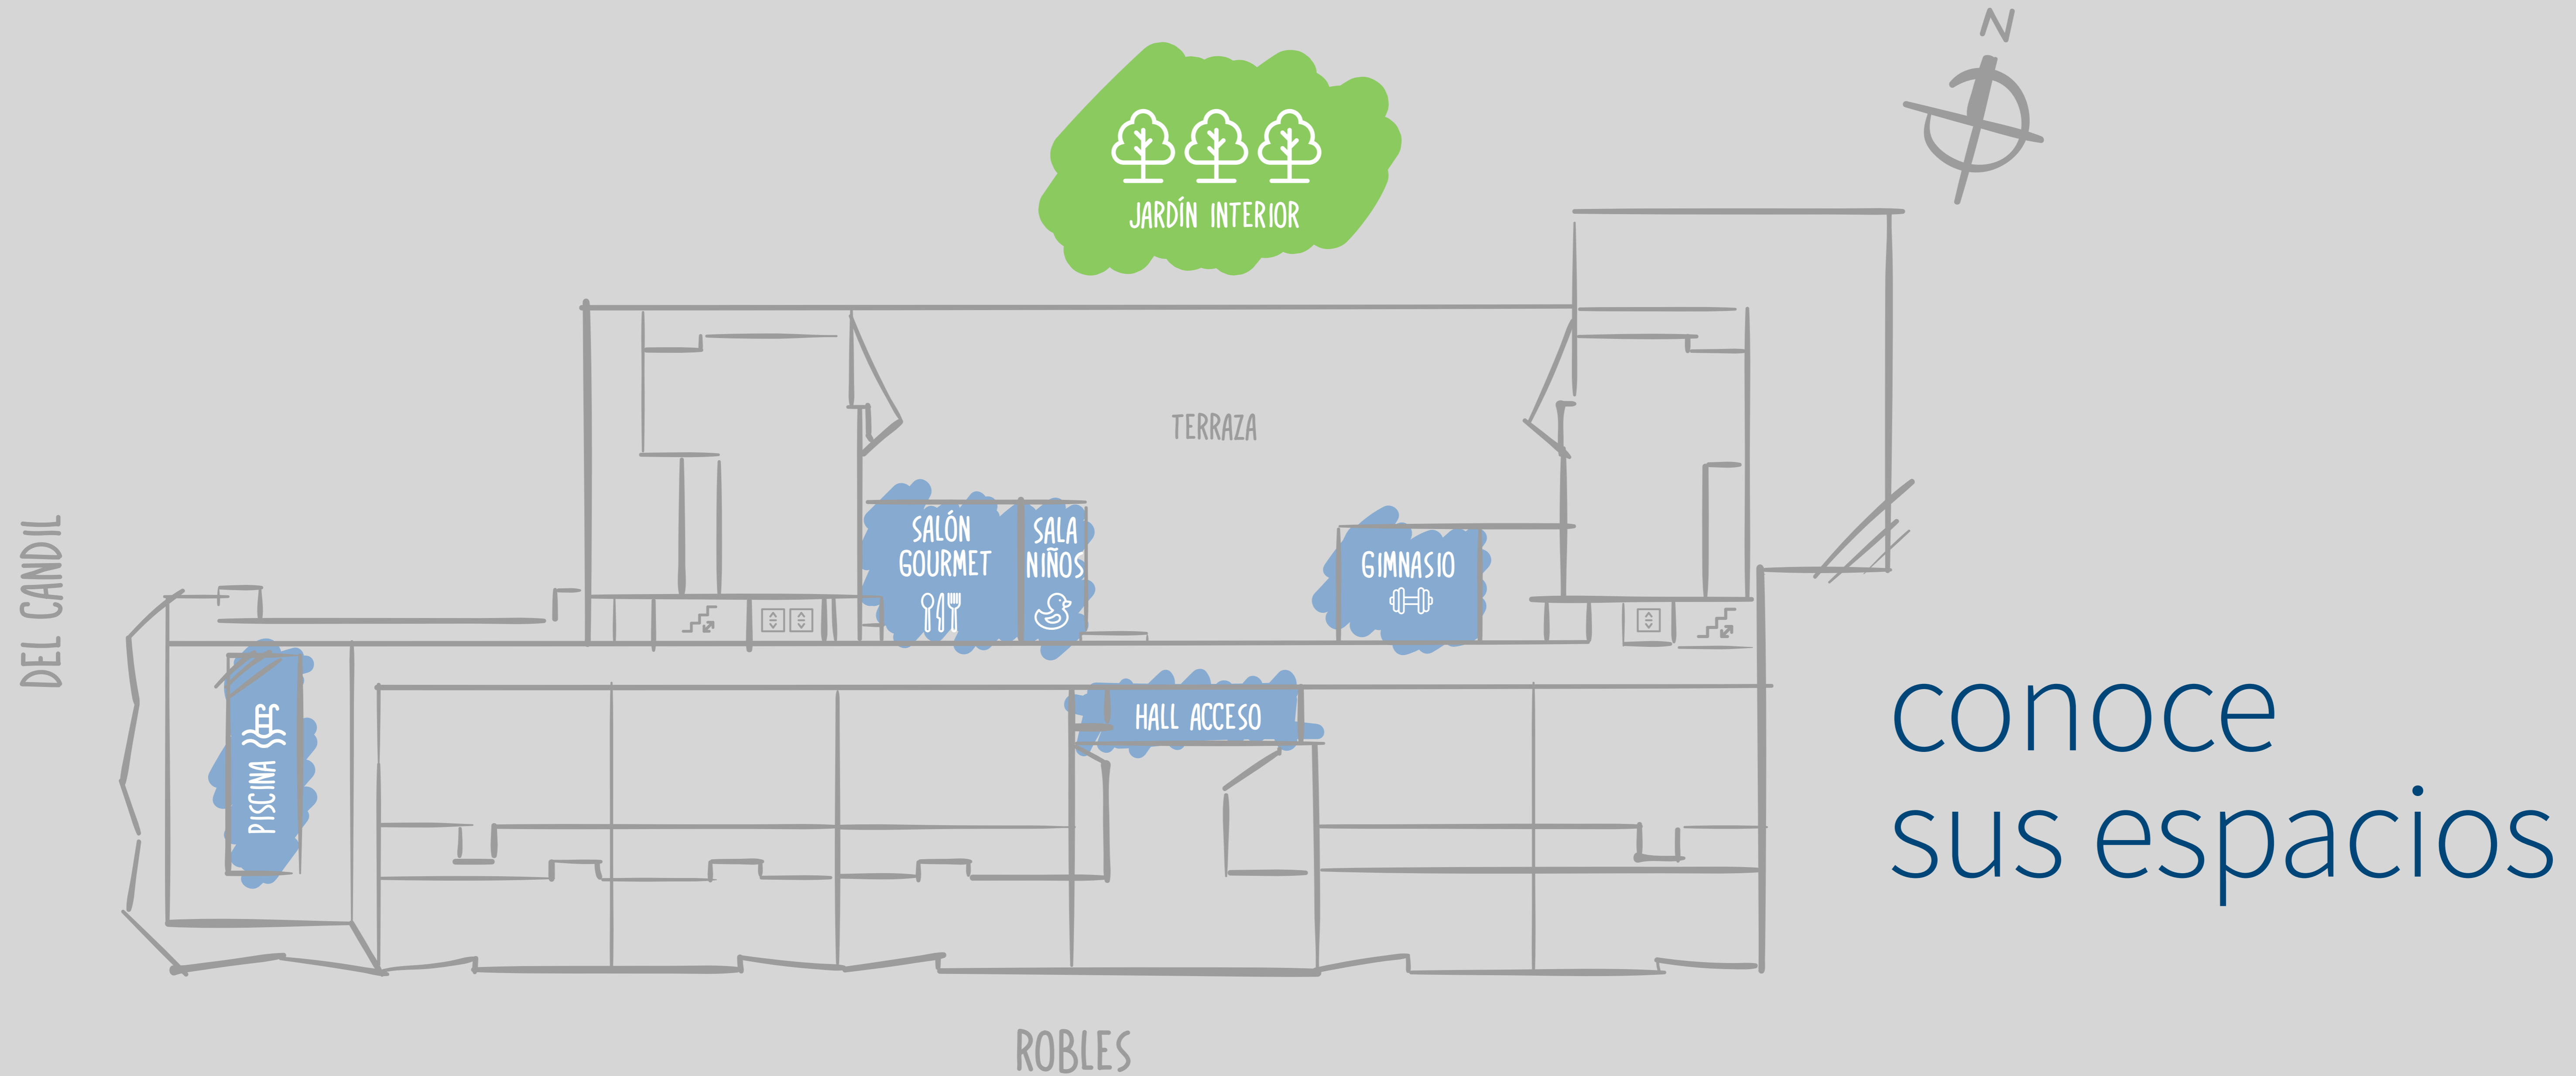 N
JARDÍN INTERIOR
TERRAZA
SALÓN
GOURMET
SALA
NIÑOS
GIMNASIO
DEL CANDIL
PISCINA
HALL ACCESO
conoce
sus espacios
ROBLES